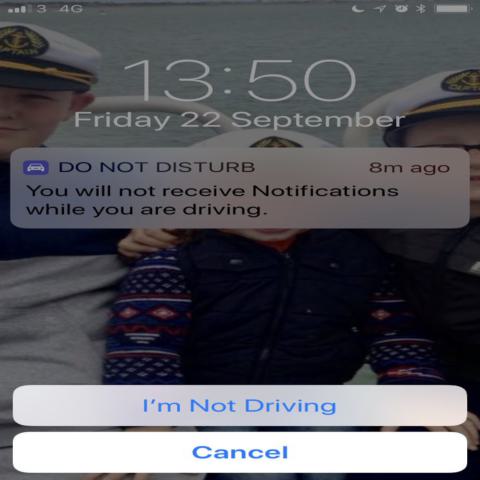 3 4G
13:50
Friday 22 September
DO NOT DISTURB 8m ago
You will not receive Notifications
while you are driving.
I'm Not Driving
Cancel